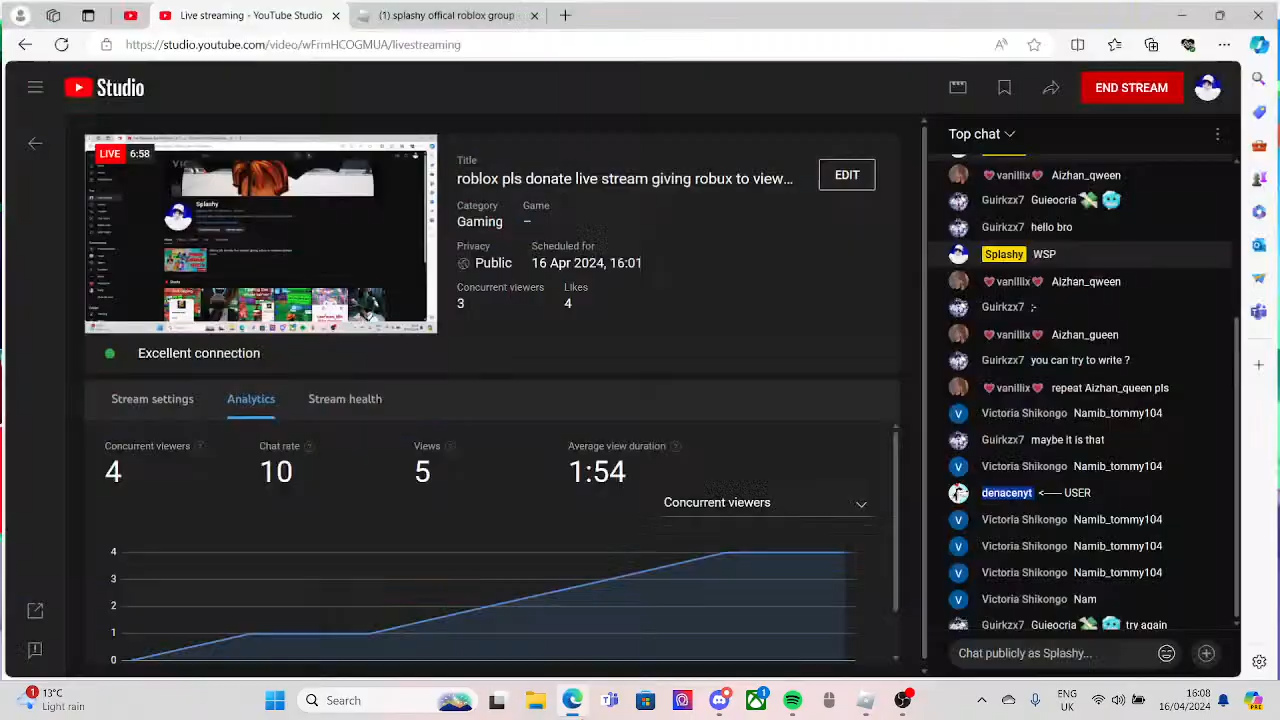 Live streaming - YouTube Studio
(1) splashy offical roblox group -
https://studio.youtube.com/video/wFrmHCOGMUA/livestreaming
Studio
END STREAM
LIVE 6:58
Splashy
Title
roblox pls donate live stream giving robux to view...
EDIT
Category
Game
Gaming
–
Privacy
Scheduled for
Public
16 Apr 2024, 16:01
Concurrent viewers
Likes
3
4
Excellent connection
Stream settings
Analytics
Stream health
Concurrent viewers
Chat rate
Views
Average view duration
4
10
5
1:54
Concurrent viewers
4
3
2
1
0
Top chat
💗vanillix💗 Aizhan_qween
Guirkzx7 Guieocria
Guirkzx7 hello bro
Splashy WSP
💗vanillix💗 Aizhan_qween
Guirkzx7 :-
💗vanillix💗 Aizhan_gueen
Guirkzx7 you can try to write ?
💗vanillix💗 repeat Aizhan_queen pls
Victoria Shikongo Namib_tommy104
Guirkzx7 maybe It is that
Victoria Shikongo Namib_tommy104
denacenyt <----- USER
Victoria Shikongo Namib_tommy104
Victoria Shikongo Namib_tommy104
Victoria Shikongo Namib_tommy104
Victoria Shikongo Nam
Guirkzx7 Guieocria try again
Chat publicly as Splashy...
1
13°C
Light rain
Search
1
ENG
UK
16:08
16/04/2024
PRE